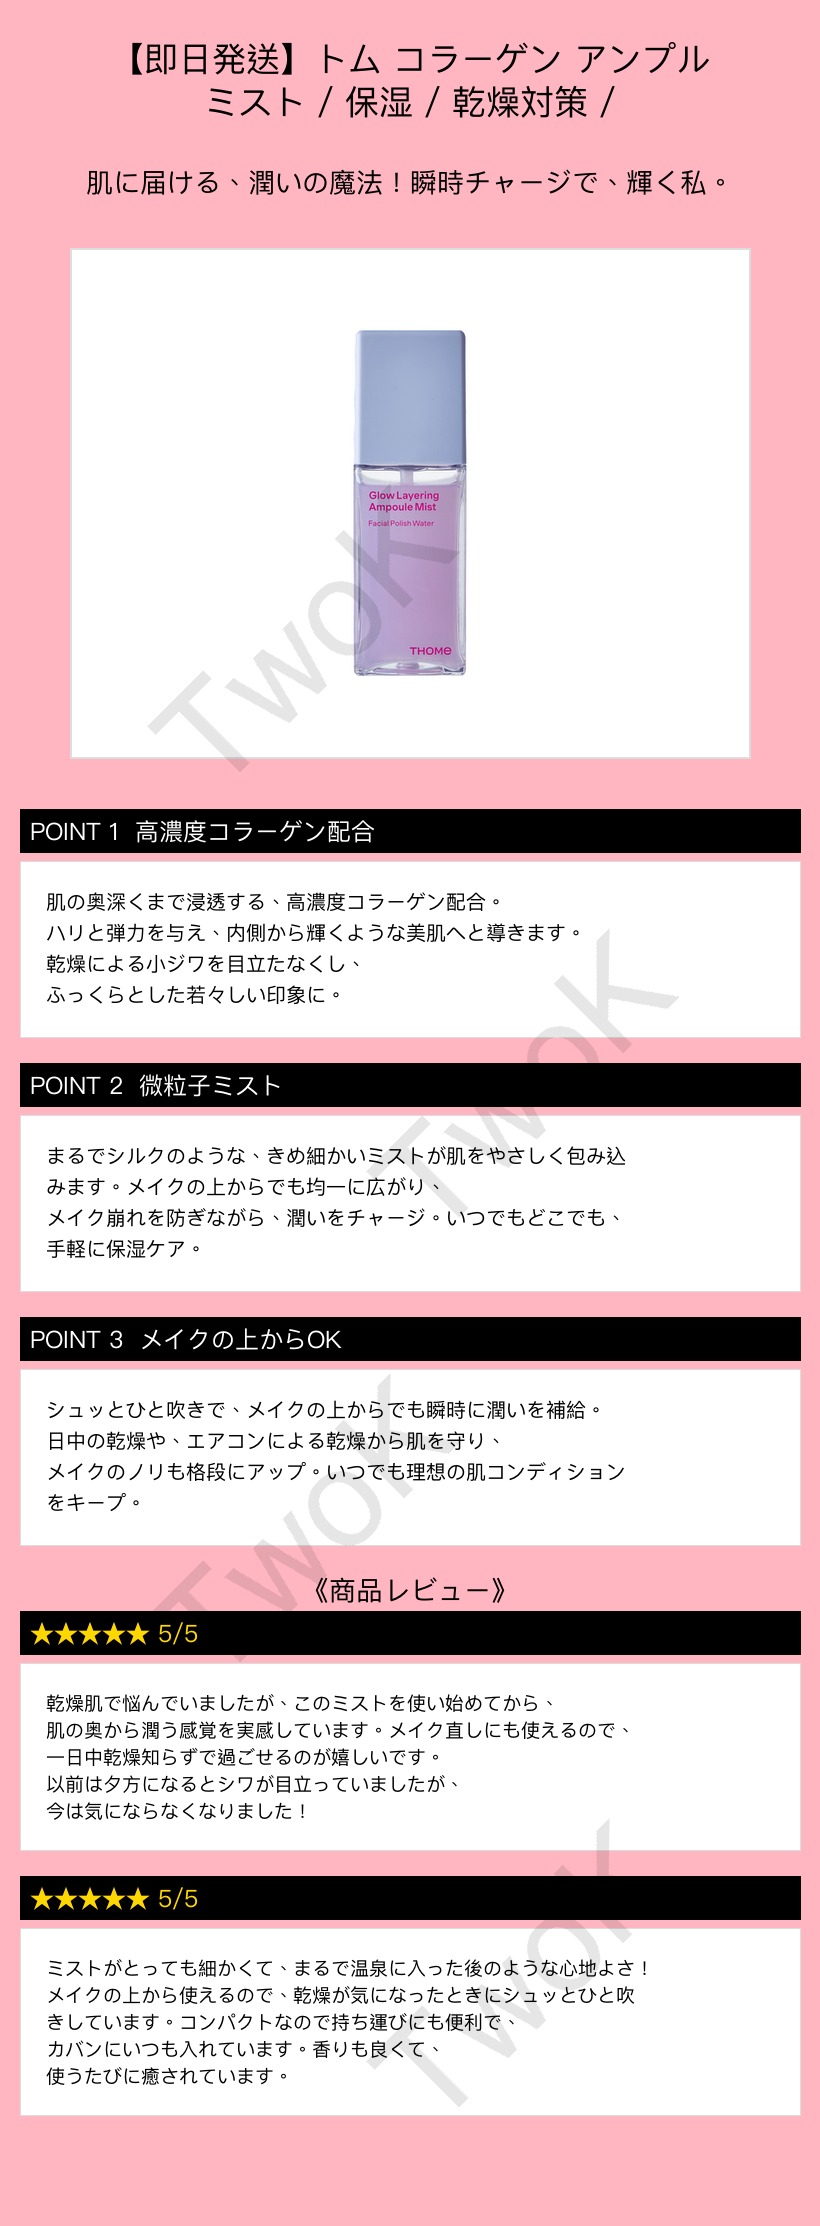 【即日発送】トム コラーゲン アンプル
ミスト / 保湿 / 乾燥対策 /
肌に届ける、潤いの魔法！瞬時チャージで、輝く私。
Glow Layering
Ampoule Mist
Facial Polish Water
THOME
TwoK
POINT 1 高濃度コラーゲン配合
肌の奥深くまで浸透する、高濃度コラーゲン配合。
ハリと弾力を与え、内側から輝くような美肌へと導きます。
乾燥による小ジワを目立たなくし、
ふっくらとした若々しい印象に。
TwoK
POINT 2 微粒子ミスト
まるでシルクのような、きめ細かいミストが肌をやさしく包み込
みます。メイクの上からでも均一に広がり、
メイク崩れを防ぎながら、潤いをチャージ。いつでもどこでも、
手軽に保湿ケア。
POINT 3 メイクの上からOK
シュッとひと吹きで、メイクの上からでも瞬時に潤いを補給。
日中の乾燥や、エアコンによる乾燥から肌を守り、
メイクのノリも格段にアップ。いつでも理想の肌コンディション
をキープ。
TwoK
《商品レビュー》
★★★★★ 5/5
乾燥肌で悩んでいましたが、このミストを使い始めてから、
肌の奥から潤う感覚を実感しています。メイク直しにも使えるので、
一日中乾燥知らずで過ごせるのが嬉しいです。
以前は夕方になるとシワが目立っていましたが、
今は気にならなくなりました！
★★★★★ 5/5
ミストがとっても細かくて、まるで温泉に入った後のような心地よさ！
メイクの上から使えるので、乾燥が気になったときにシュッとひと吹
きしています。コンパクトなので持ち運びにも便利で、
カバンにいつも入れています。香りも良くて、
使うたびに癒されています。
TwoK